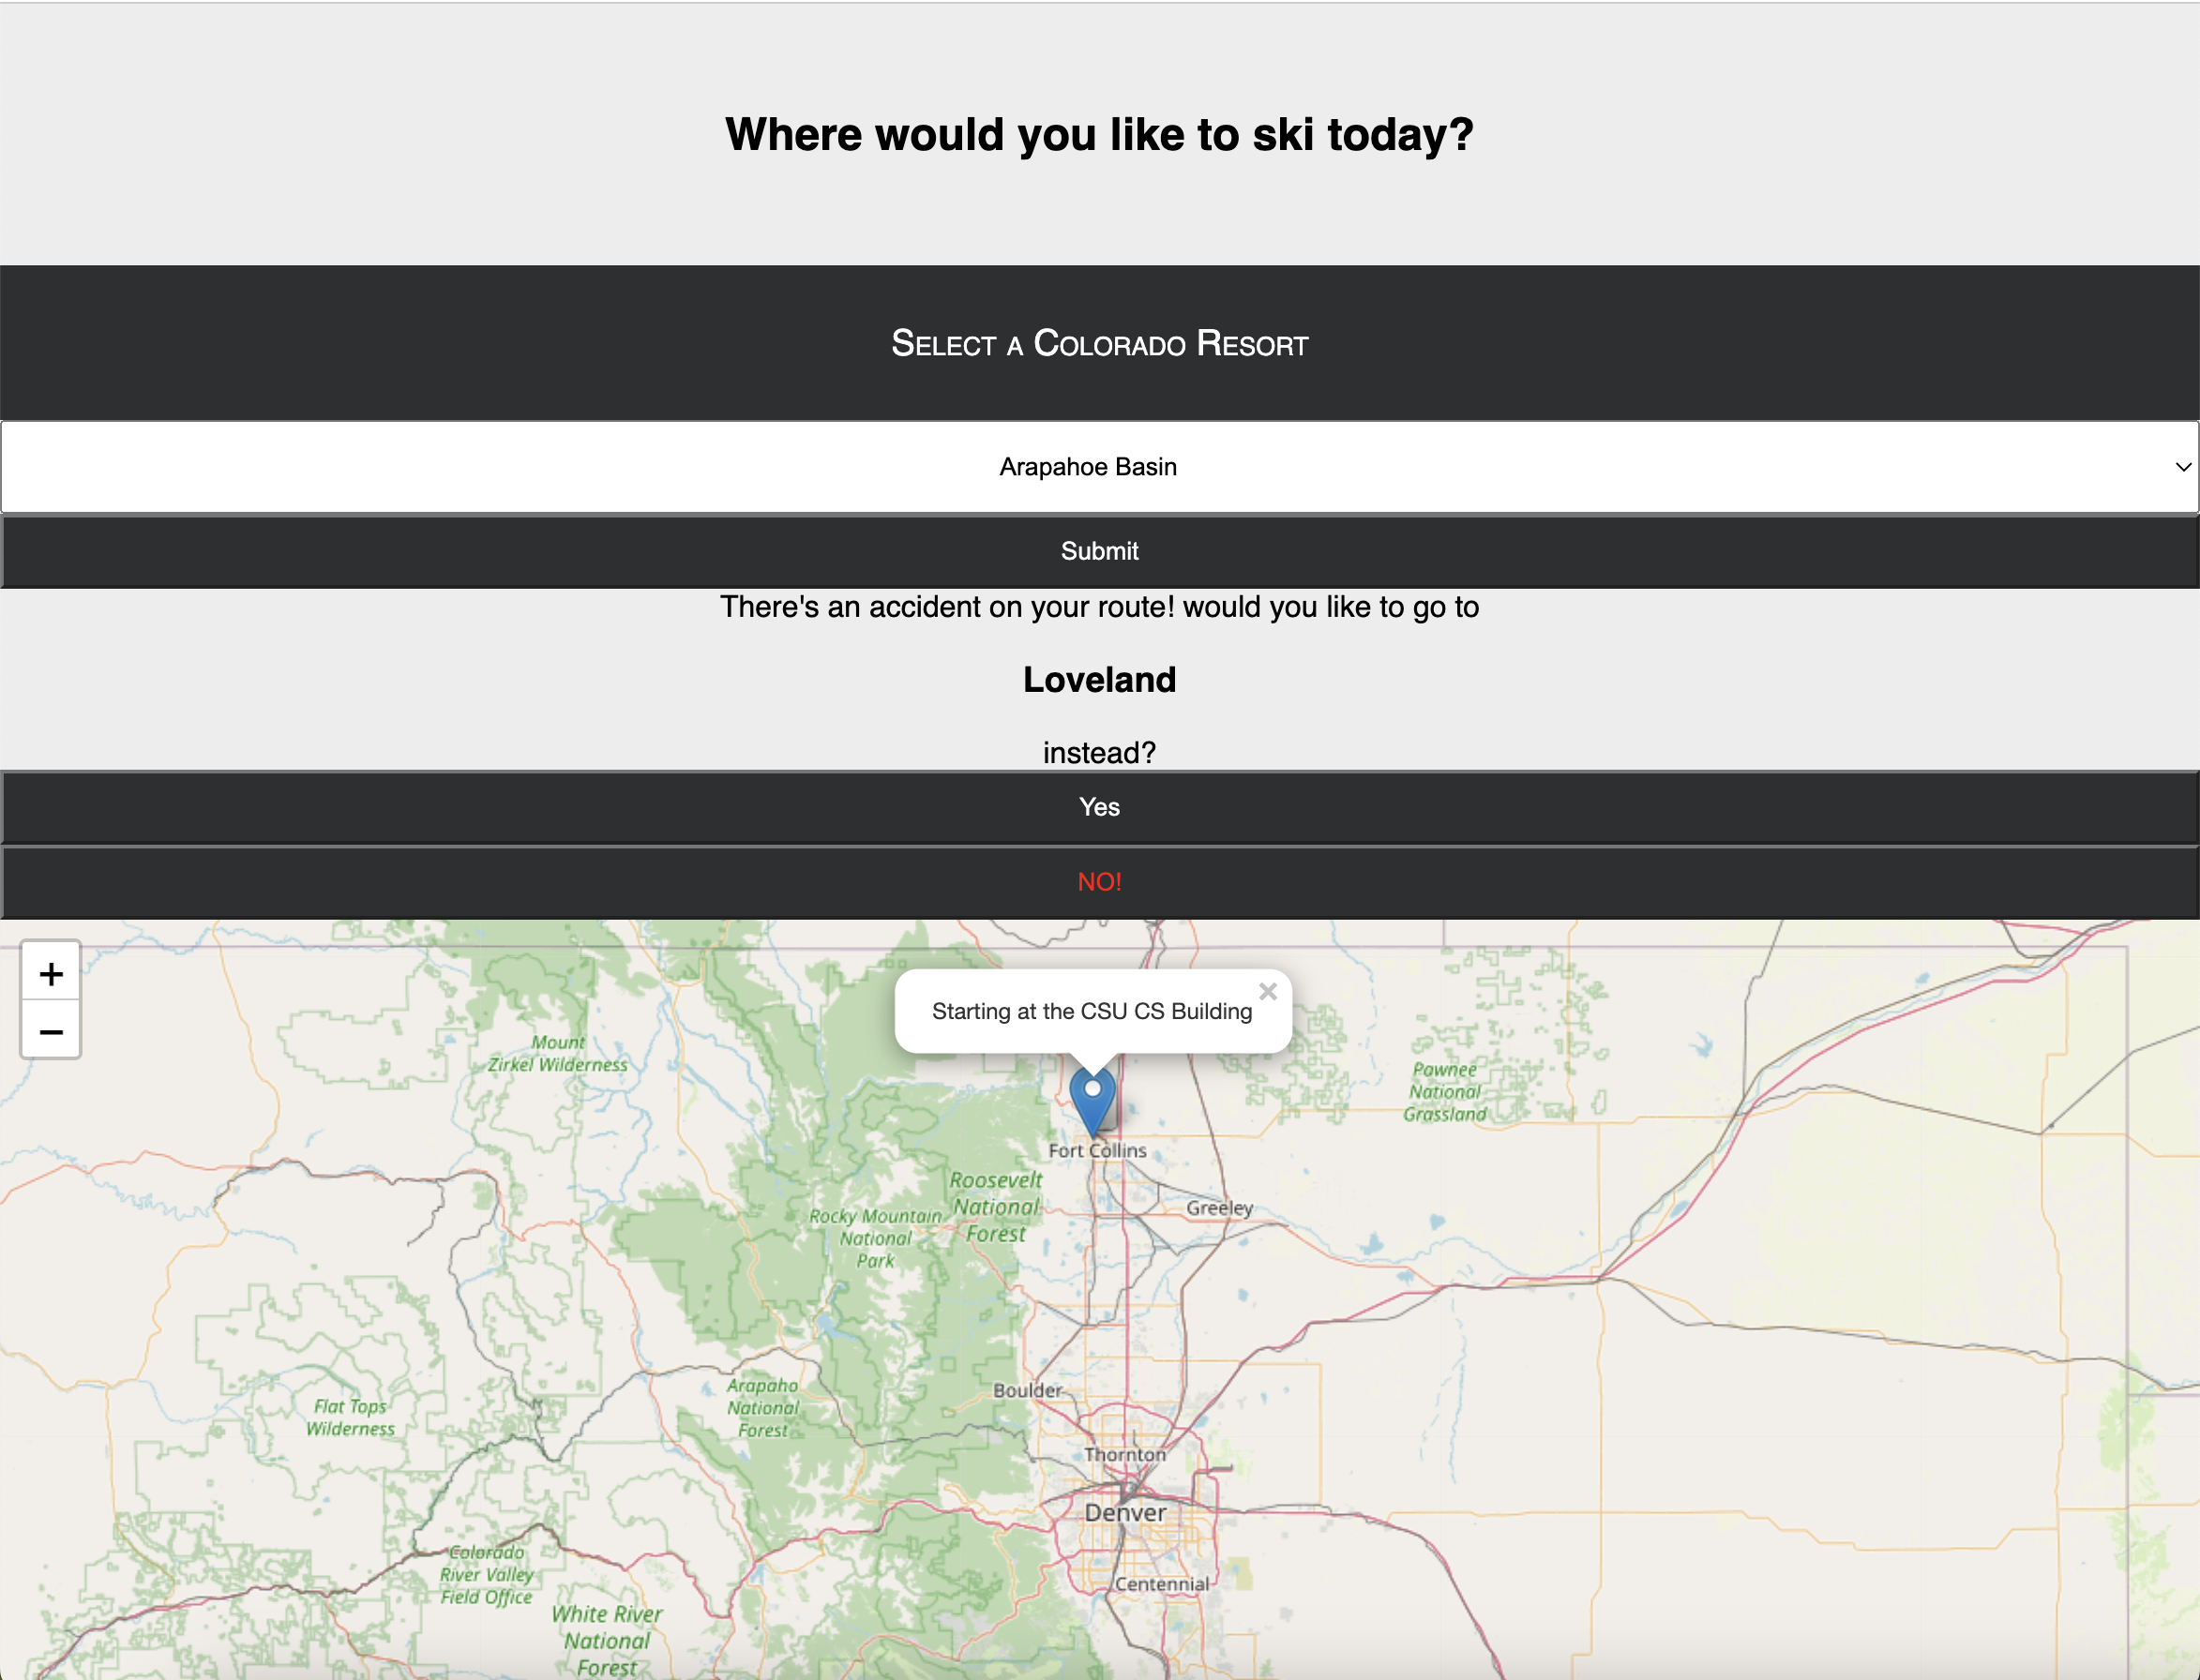 Where would you like to ski today?
Select a Colorado Resort
Arapahoe Basin
Submit
There's an accident on your route! would you like to go to
Loveland
instead?
Yes
NO!
+
−
Starting at the CSU CS Building ×
Mount
Zirkel Wilderness
Pawnee
National
Grassland
Fort Collins
Roosevelt
National
Forest
Greeley
Rocky Mountain
National
Park
Boulder
Arapaho
National
Forest
Flat Tops
Wilderness
Thornton
Denver
Colorado
River Valley
Field Office
Centennial
White River
National
Forest